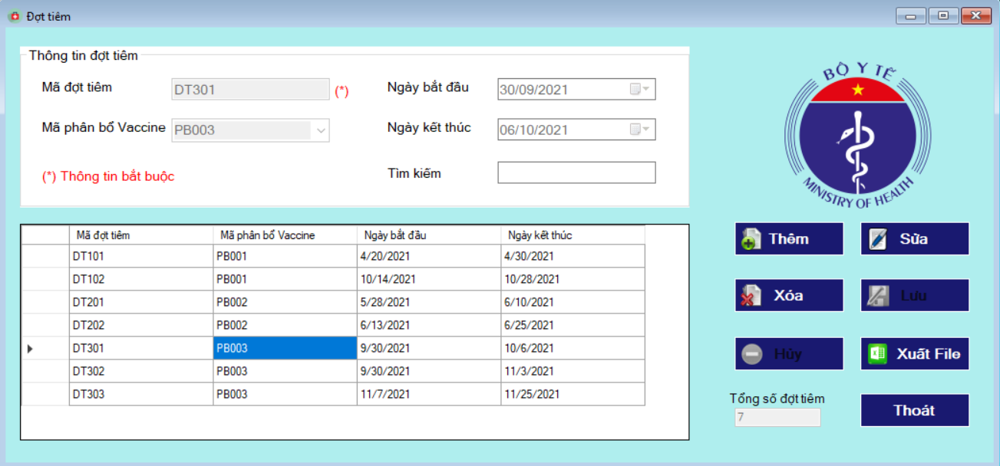 Đợt tiêm
Thông tin đợt tiêm
Mã đợt tiêm DT301 (*) Ngày bắt đầu 30/09/2021
Mã phân bổ Vaccine PB003 Ngày kết thúc 06/10/2021
(*) Thông tin bắt buộc Tìm kiếm
BỘ Y TẾ
MINISTRY OF HEALTH
Mã đợt tiêm Mã phân bổ Vaccine Ngày bắt đầu Ngày kết thúc
DT101 PB001 4/20/2021 4/30/2021
DT102 PB001 10/14/2021 10/28/2021
DT201 PB002 5/28/2021 6/10/2021
DT202 PB002 6/13/2021 6/25/2021
DT301 PB003 9/30/2021 10/6/2021
DT302 PB003 9/30/2021 11/3/2021
DT303 PB003 11/7/2021 11/25/2021
Thêm Sửa
Xóa Lưu
Hủy Xuất File
Tổng số đợt tiêm
7
Thoát